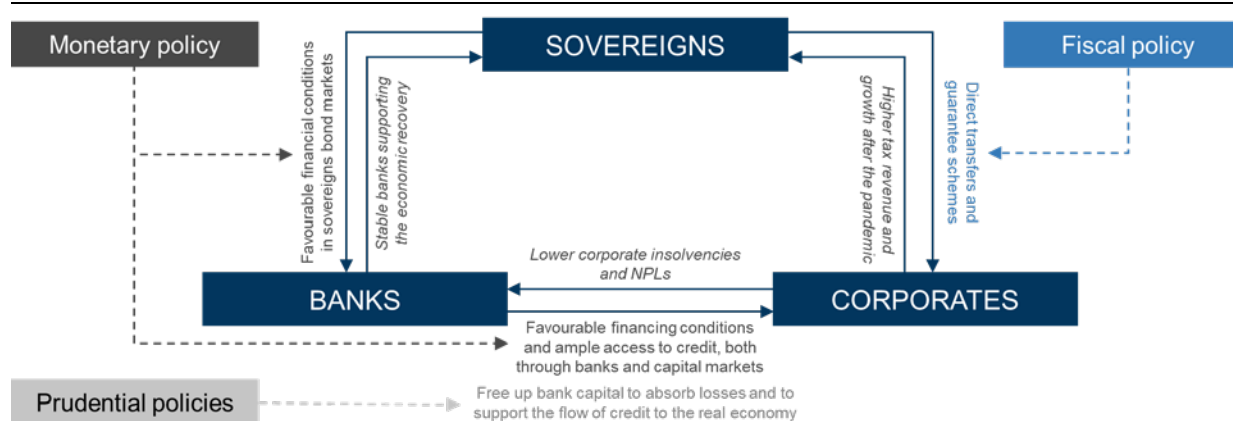 Monetary policy
SOVEREIGNS
Fiscal policy
Favourable financial conditions
in sovereigns bond markets
Stable banks supporting
the economic recovery
Higher tax revenue and
growth after the pandemic
Direct transfers and
guarantee schemes
Lower corporate insolvencies
and NPLs
BANKS
CORPORATES
Favourable financing conditions
and ample access to credit, both
through banks and capital markets
Prudential policies
Free up bank capital to absorb losses and to
support the flow of credit to the real economy